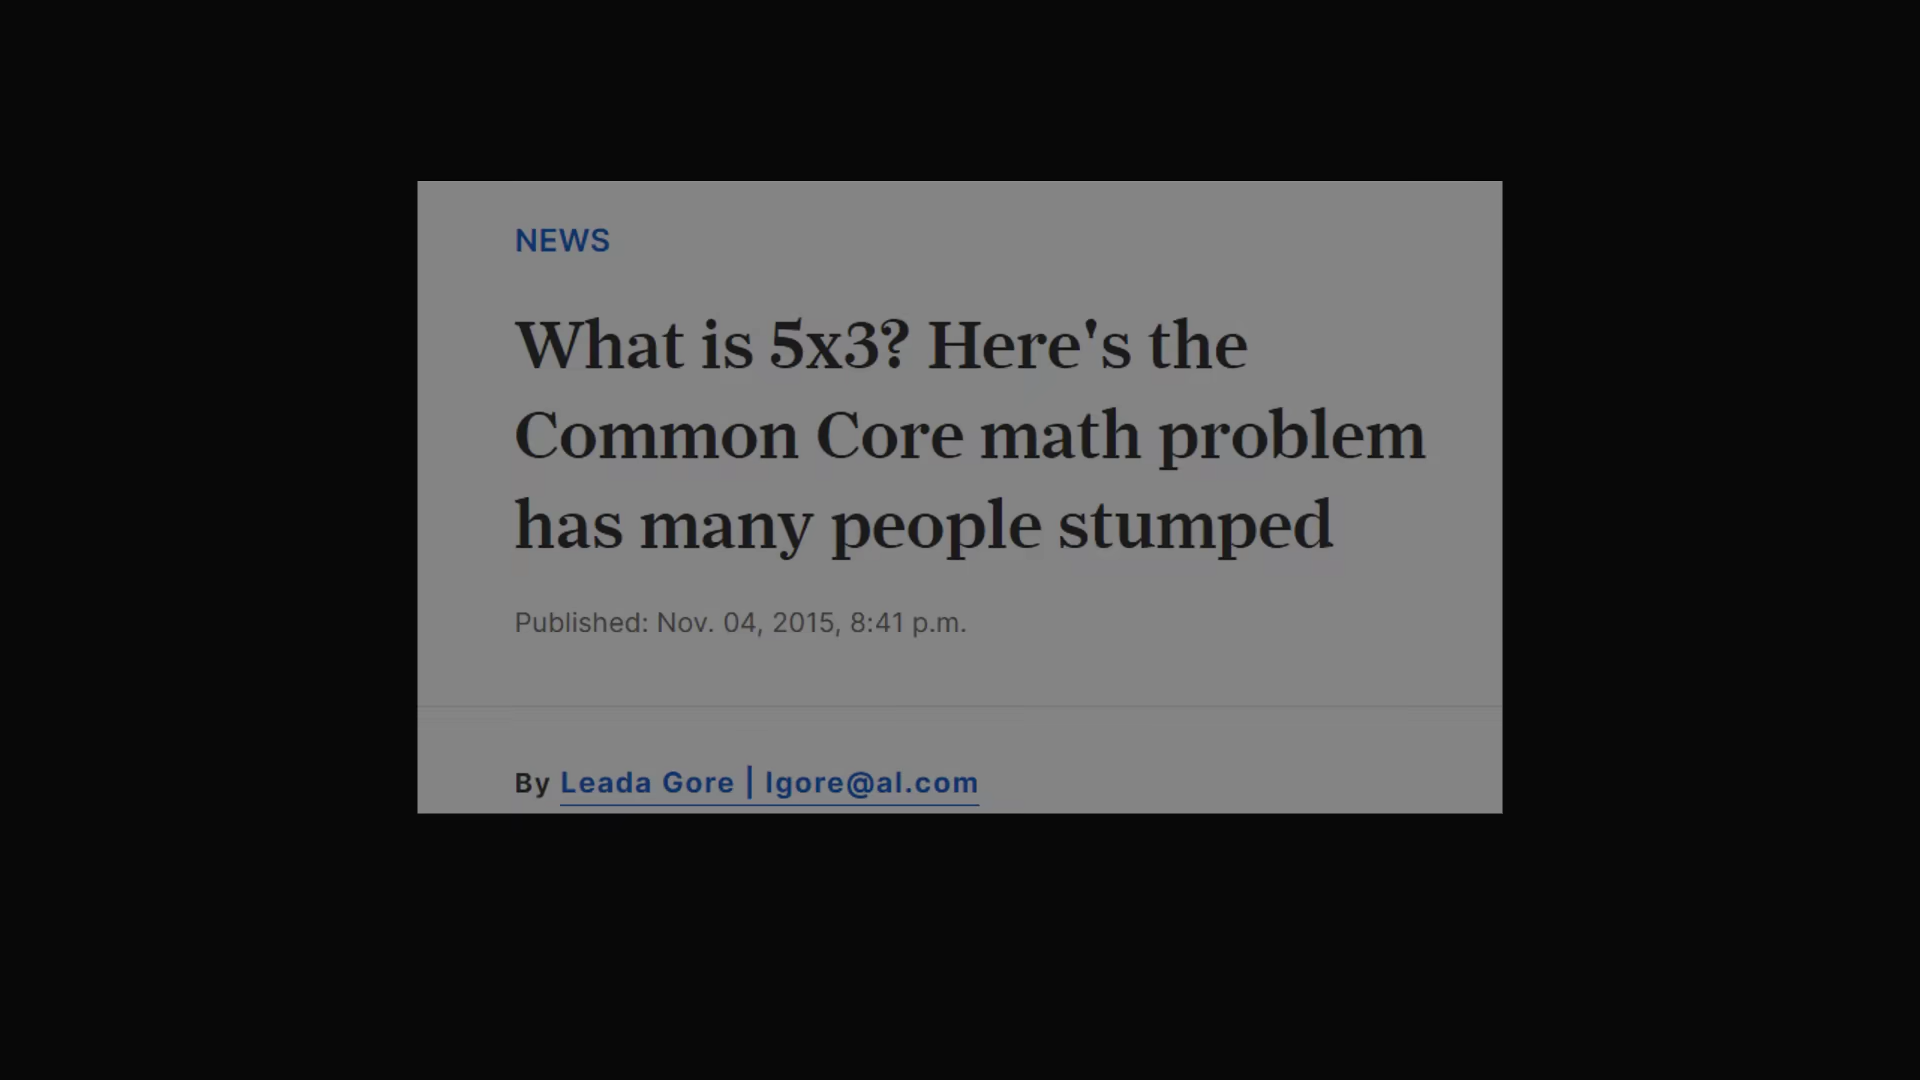 NEWS
What is 5x3? Here's the
Common Core math problem
has many people stumped
Published: Nov. 04, 2015, 8:41 p.m.
By Leada Gore | lgore@al.com